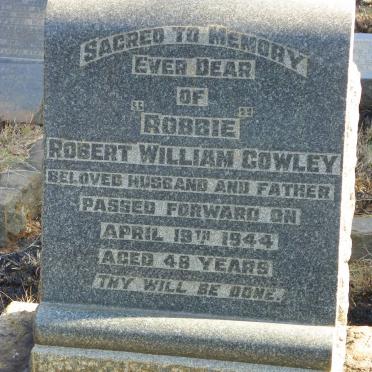 SACRED TO MEMORY
EVER DEAR
OF
"ROBBIE"
ROBERT WILLIAM COWLEY
BELOVED HUSBAND AND FATHER
PASSED FORWARD ON
APRIL 19TH 1944
AGED 48 YEARS
THY WILL BE DONE.